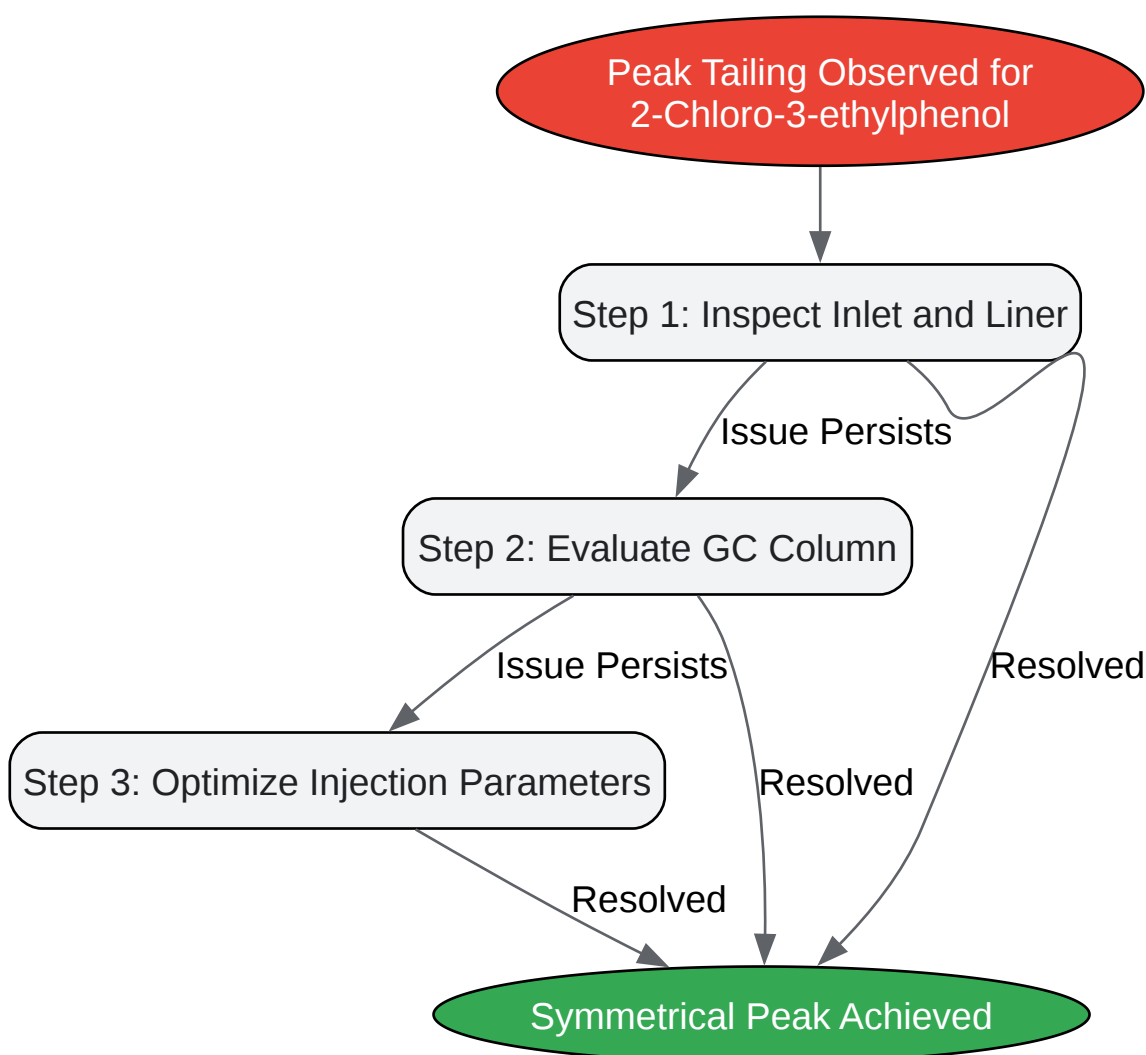 Peak Tailing Observed for
2-Chloro-3-ethylphenol
Step 1: Inspect Inlet and Liner
Issue Persists
Step 2: Evaluate GC Column
Issue Persists
Resolved
Step 3: Optimize Injection Parameters
Resolved
Resolved
Symmetrical Peak Achieved